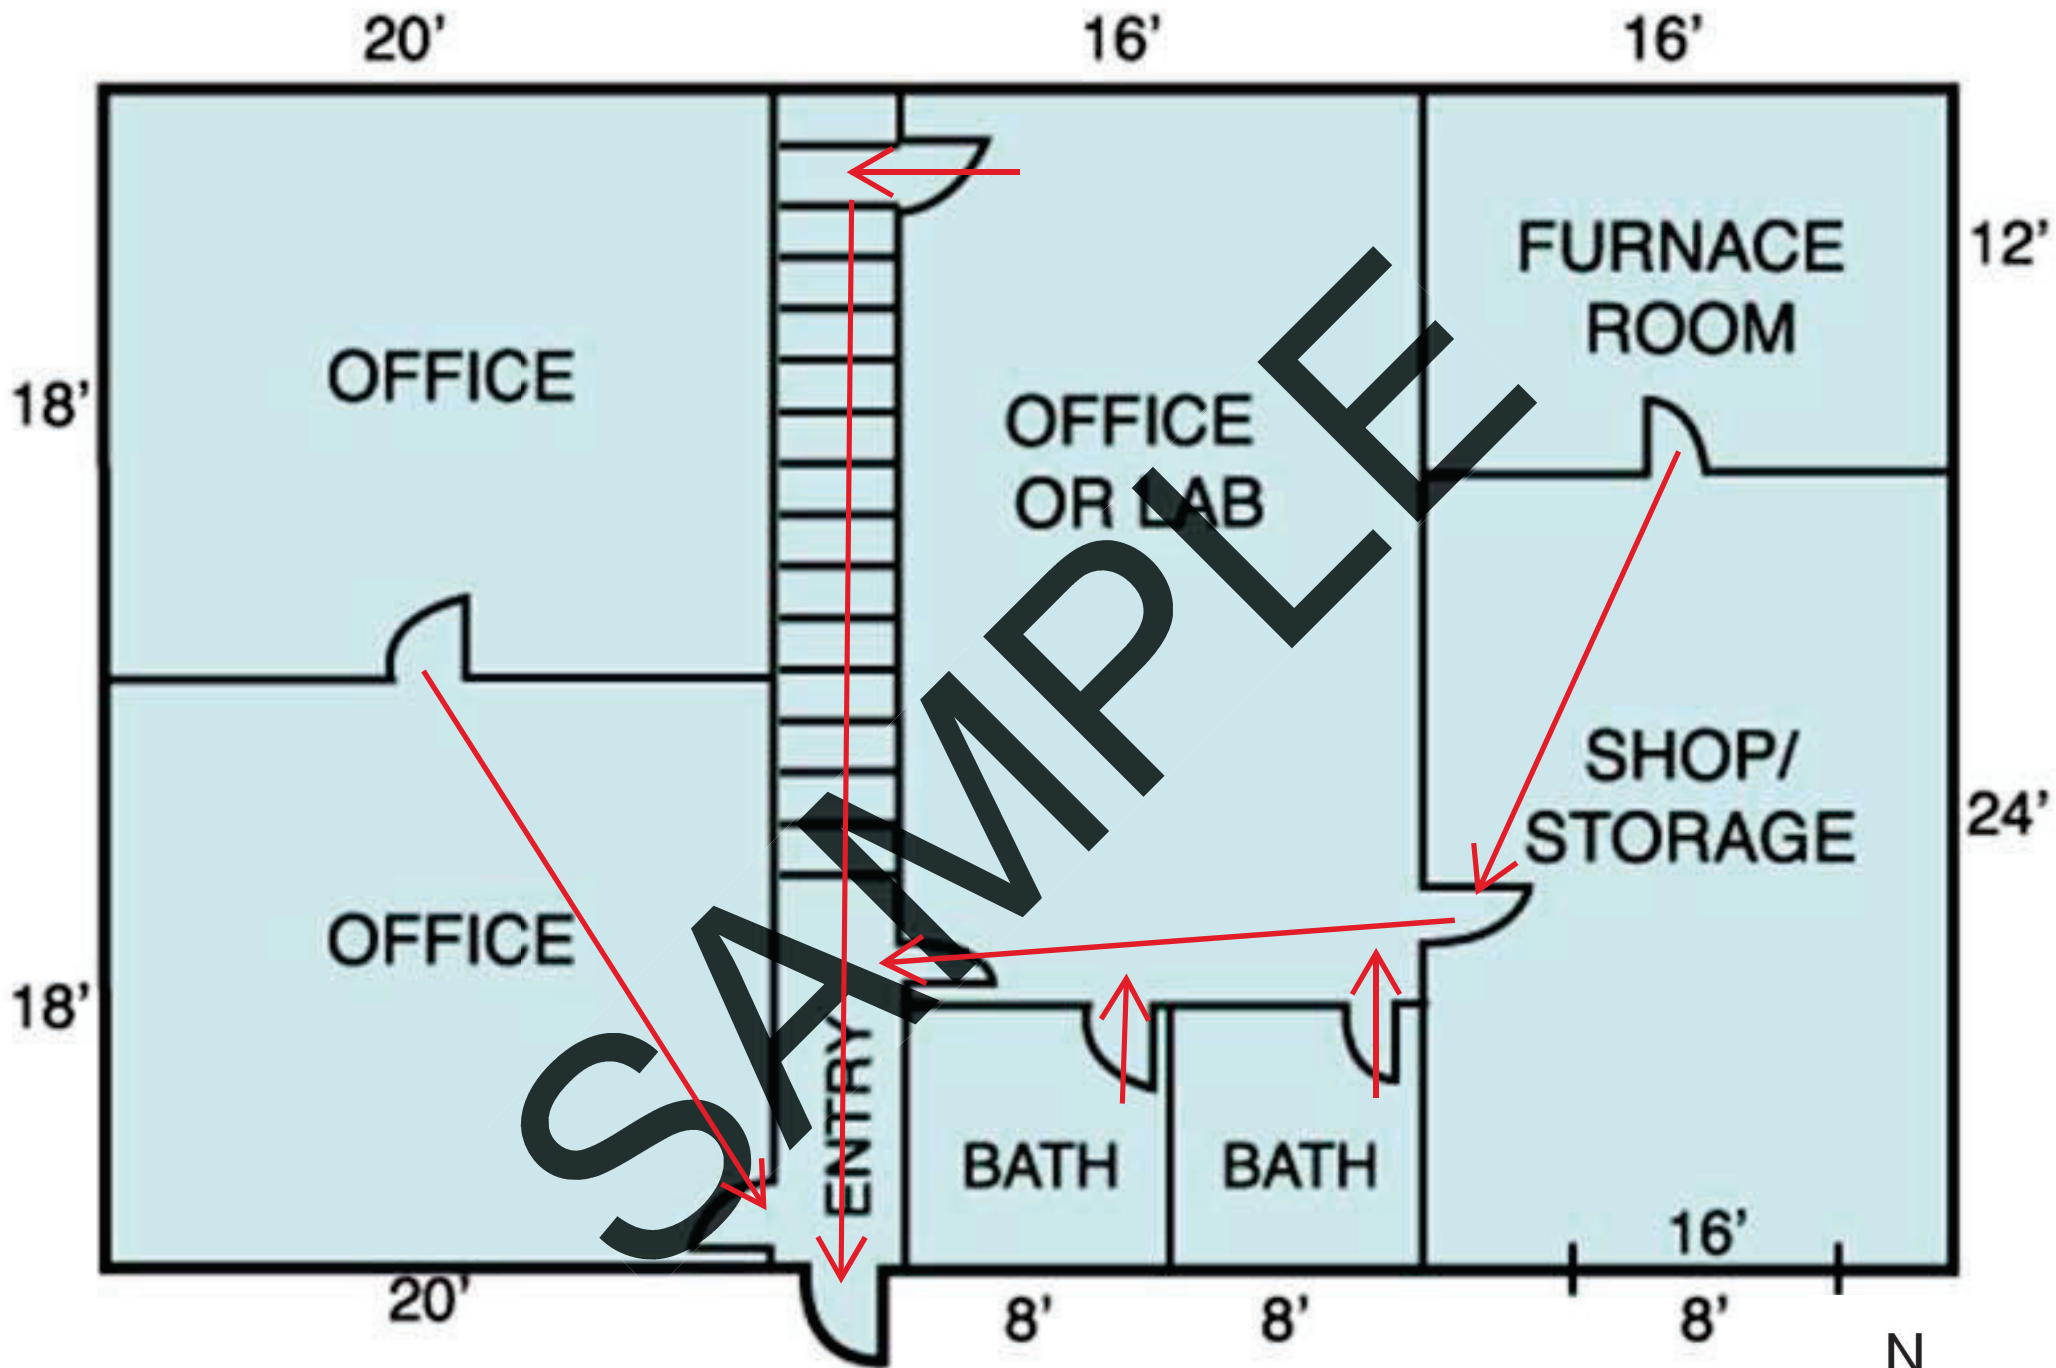 20’
16’
16’
FURNACE
ROOM
12’
OFFICE
18’
OFFICE
OR LAB
SHOP/
STORAGE
24’
OFFICE
18’
ENTRY
BATH
BATH
16’
20’
8’
8’
8’
N
SAMPLE